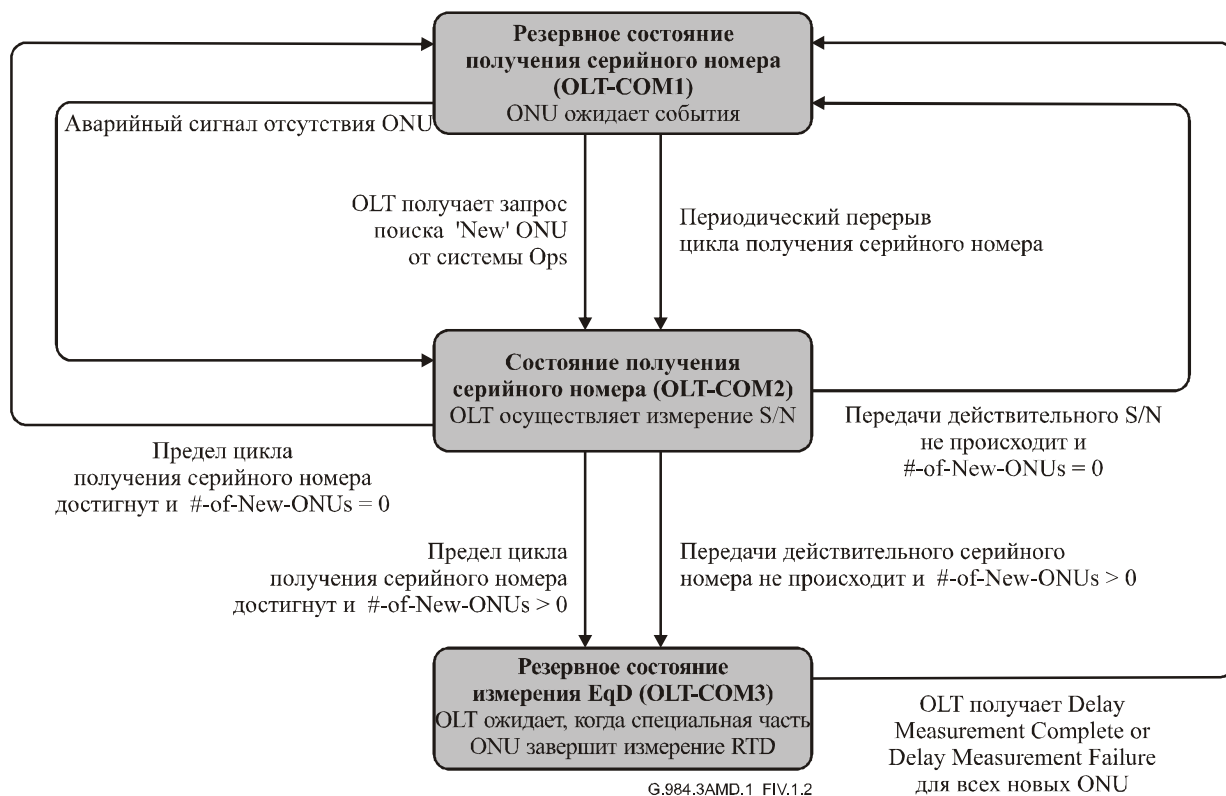 Резервное состояние
получения серийного номера
(OLT-COM1)
ONU ожидает события
Аварийный сигнал отсутствия ONU
OLT получает запрос
поиска 'New' ONU
от системы Ops
Периодический перерыв
цикла получения серийного номера
Состояние получения
серийного номера (OLT-COM2)
OLT осуществляет измерение S/N
Передачи действительного S/N
не происходит и
#-of-New-ONUs = 0
Предел цикла
получения серийного номера
достигнут и #-of-New-ONUs = 0
Предел цикла
получения серийного номера
достигнут и #-of-New-ONUs > 0
Передачи действительного серийного
номера не происходит и #-of-New-ONUs > 0
Резервное состояние
измерения EqD (OLT-COM3)
OLT ожидает, когда специальная часть
ONU завершит измерение RTD
OLT получает Delay
Measurement Complete or
Delay Measurement Failure
для всех новых ONU
G.984.3AMD.1_FIV.1.2